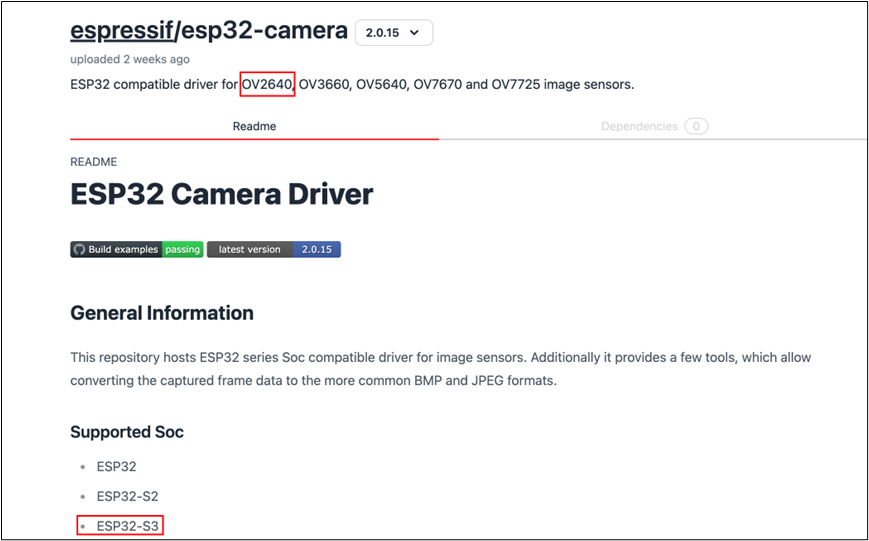 espressif/esp32-camera 2.0.15
uploaded 2 weeks ago
ESP32 compatible driver for OV2640, OV3660, OV5640, OV7670 and OV7725 image sensors.
Readme Dependencies 0
README
ESP32 Camera Driver
Build examples passing latest version 2.0.15
General Information
This repository hosts ESP32 series Soc compatible driver for image sensors. Additionally it provides a few tools, which allow
converting the captured frame data to the more common BMP and JPEG formats.
Supported Soc
• ESP32
• ESP32-S2
• ESP32-S3